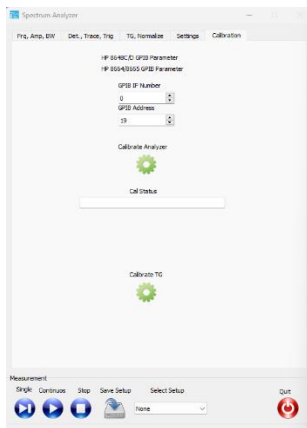 Spectrum Analyzer
Frq, Amp, BW Det., Trace, Trig TG, Normalize Settings Calibration
HP 8648C/D GPIB Parameter
HP 8664/8665 GPIB Parameter
GPIB IF Number
0
GPIB Address
19
Calibrate Analyzer
Cal Status
Calibrate TG
Measurement
Single Continuos Stop Save Setup Select Setup Quit
None